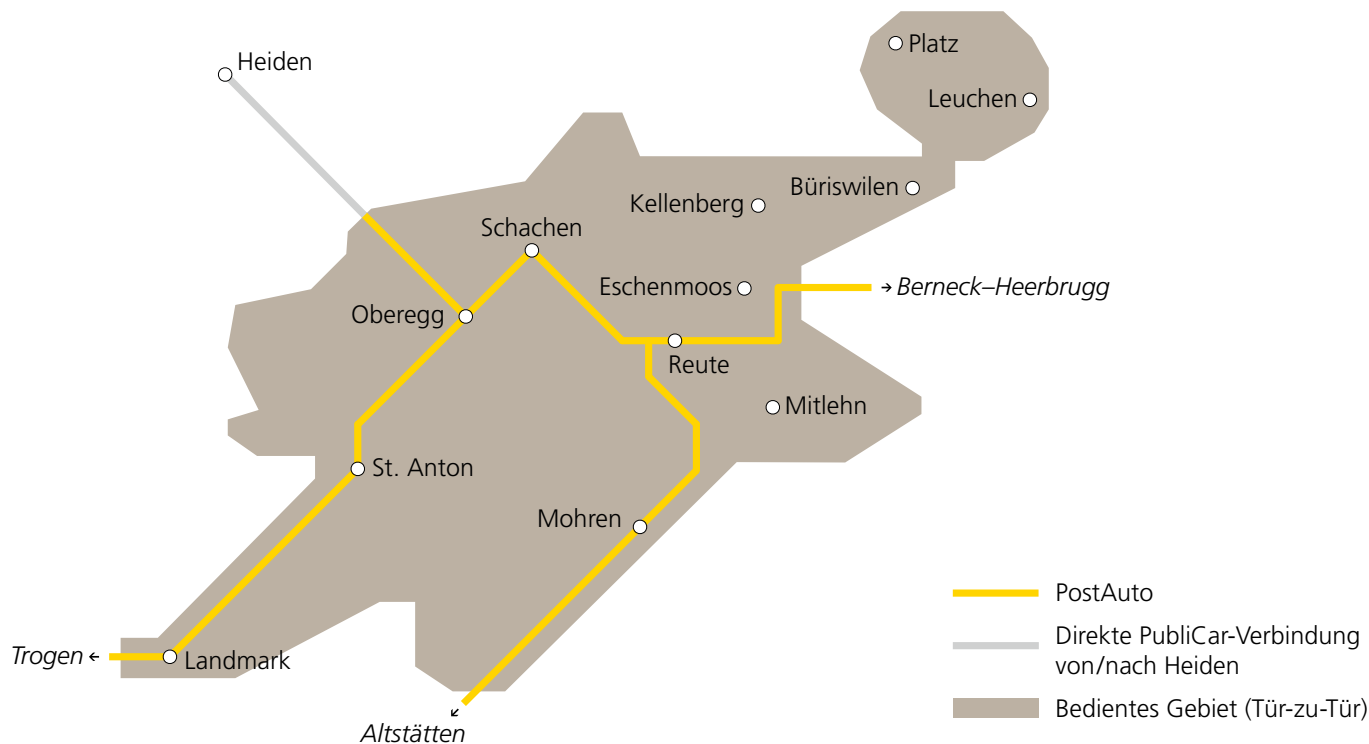 Platz
Heiden
Leuchen
Büriswilen
Kellenberg
Schachen
Eschenmoos
→ Berneck–Heerbrugg
Oberegg
Reute
Mitlehn
St. Anton
Mohren
Trogen ←
Landmark
Altstätten
↙
PostAuto
Direkte PubliCar-Verbindung
von/nach Heiden
Bedientes Gebiet (Tür-zu-Tür)